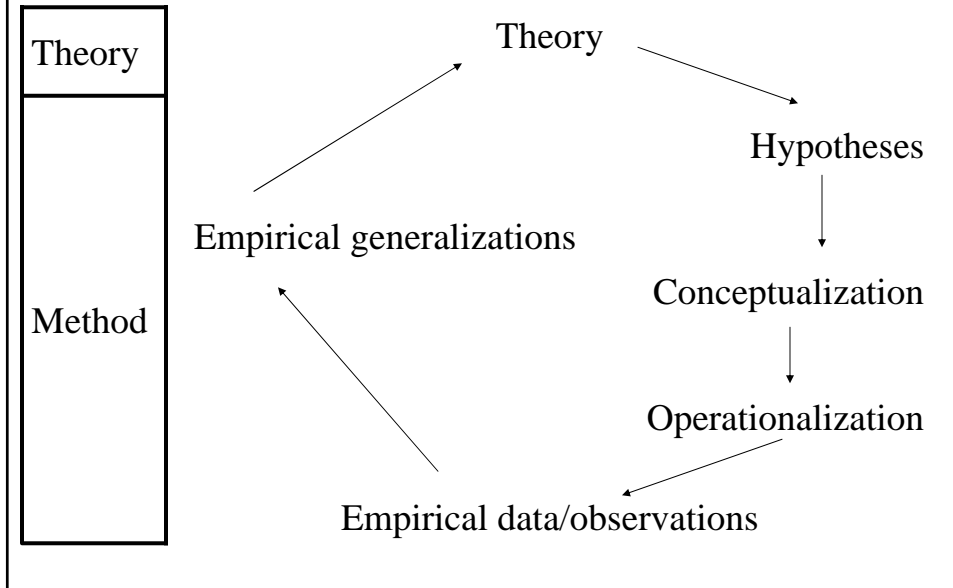 Theory
Method
Theory
Hypotheses
Empirical generalizations
Conceptualization
Operationalization
Empirical data/observations